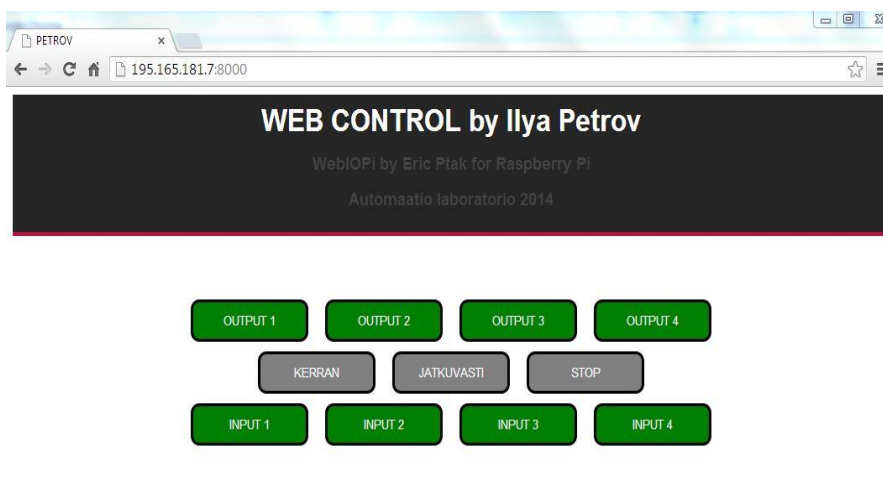 PETROV
195.165.181.7:8000
WEB CONTROL by Ilya Petrov
WebIOPi by Eric Ptak for Raspberry Pi
Automaatio laboratorio 2014
OUTPUT 1 OUTPUT 2 OUTPUT 3 OUTPUT 4
KERRAN JATKUVASTI STOP
INPUT 1 INPUT 2 INPUT 3 INPUT 4